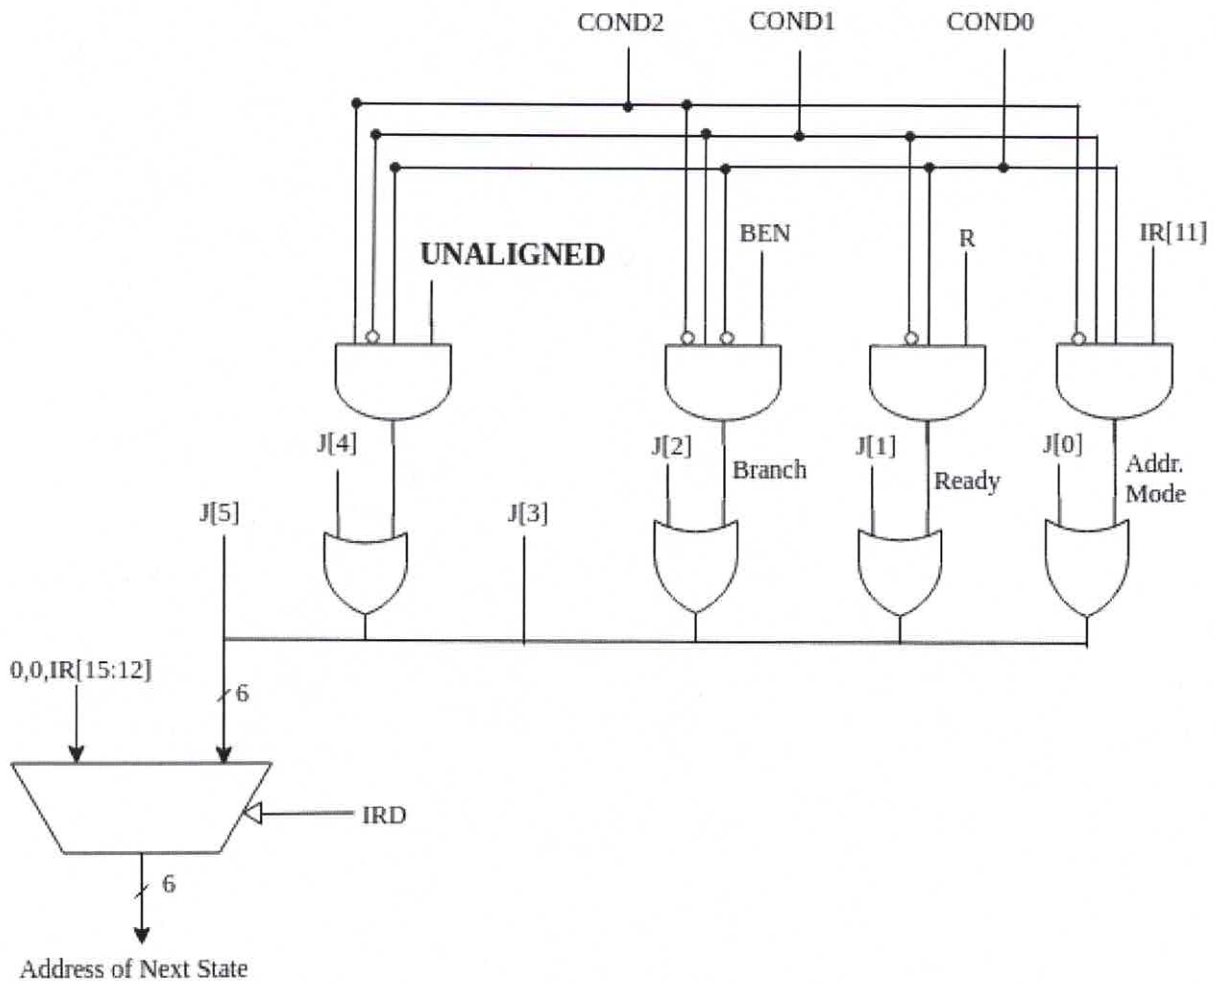 COND2
COND1
COND0
BEN
R
IR[11]
UNALIGNED
J[4]
J[2]
Branch
J[1]
Ready
J[0]
Addr.
Mode
J[5]
J[3]
0,0,IR[15:12]
6
IRD
6
Address of Next State